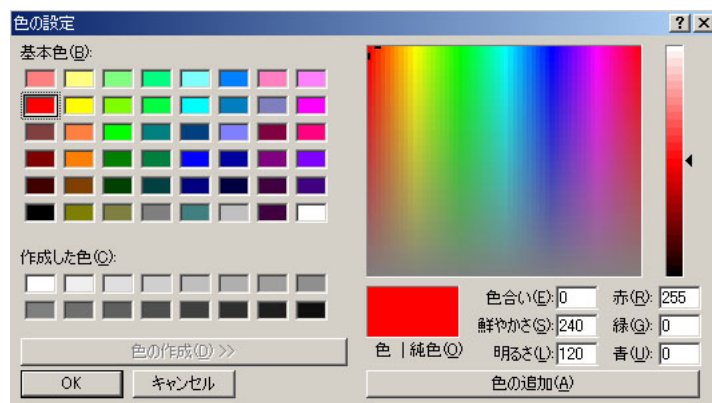 色の設定
基本色(B):
作成した色(C):
色の作成(D) >>
OK
キャンセル
色 | 純色(O)
色合い(E): 0
鮮やかさ(S): 240
明るさ(L): 120
赤(R): 255
緑(G): 0
青(U): 0
色の追加(A)